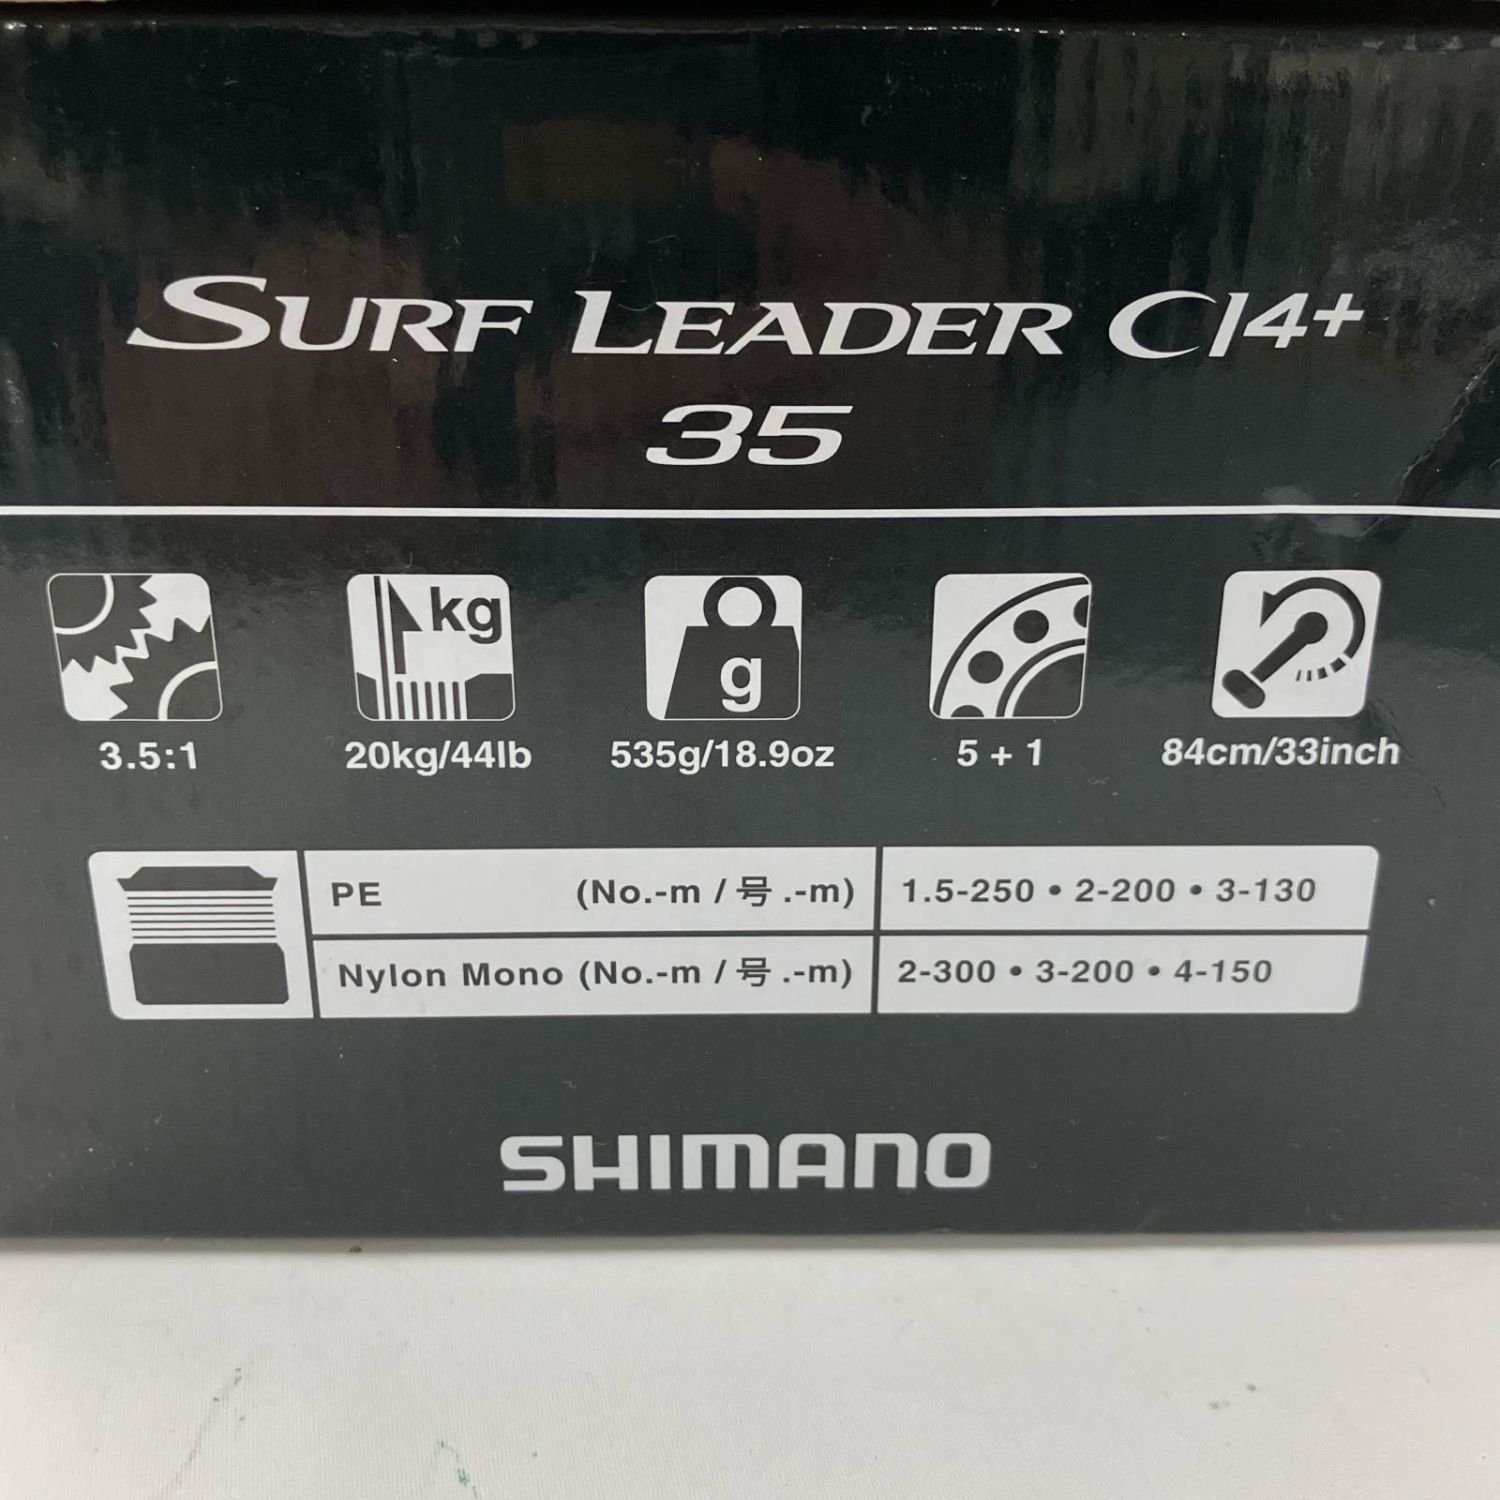 SURF LEADER CI4+
35
kg
g
3.5:1 20kg/44lb 535g/18.9oz 5 + 1 84cm/33inch
PE (No.-m / 号 .-m) 1.5-250 • 2-200 • 3-130
Nylon Mono (No.-m / 号 .-m) 2-300 • 3-200 • 4-150
SHIMANO